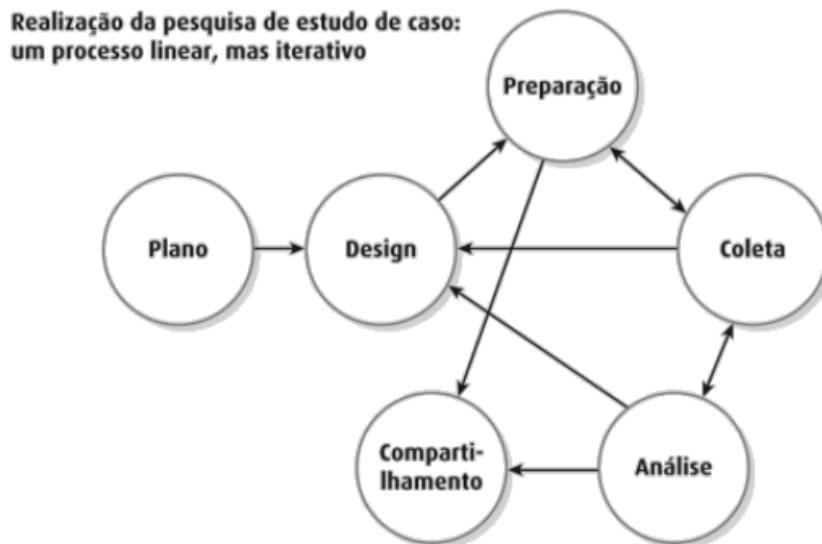 Realização da pesquisa de estudo de caso:
um processo linear, mas iterativo
Preparação
Plano
Design
Coleta
Comparti-
lhamento
Análise